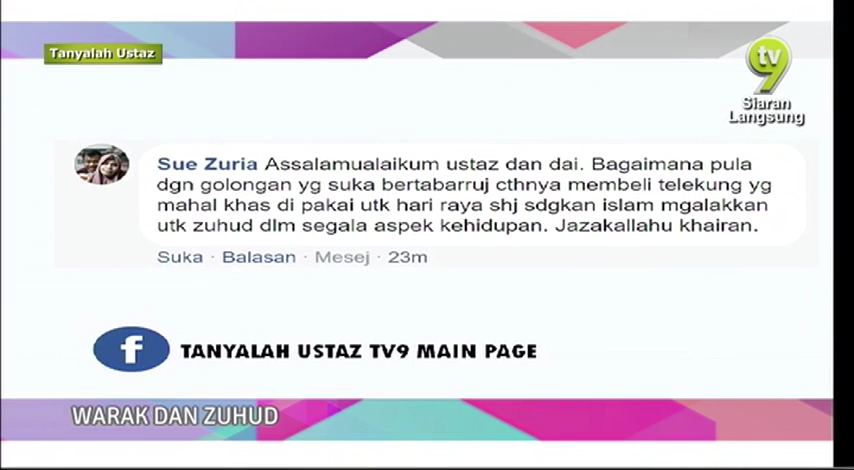 Tanyalah Ustaz
tv
9
Siaran
Langsung
Sue Zuria Assalamualaikum ustaz dan dai. Bagaimana pula
dgn golongan yg suka bertabarruj cthnya membeli telekung yg
mahal khas di pakai utk hari raya shj sdgkan islam mgalakkan
utk zuhud dlm segala aspek kehidupan. Jazakallahu khairan.
Suka · Balasan · Mesej · 23m
f TANYALAH USTAZ TV9 MAIN PAGE
WARAK DAN ZUHUD